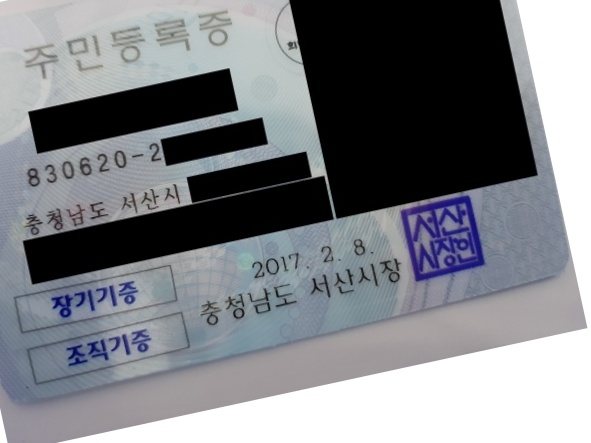 주민등록증
830620-2
충청남도 서산시
2017. 2. 8.
충청남도 서산시장
서산
시장인
장기기증
조직기증